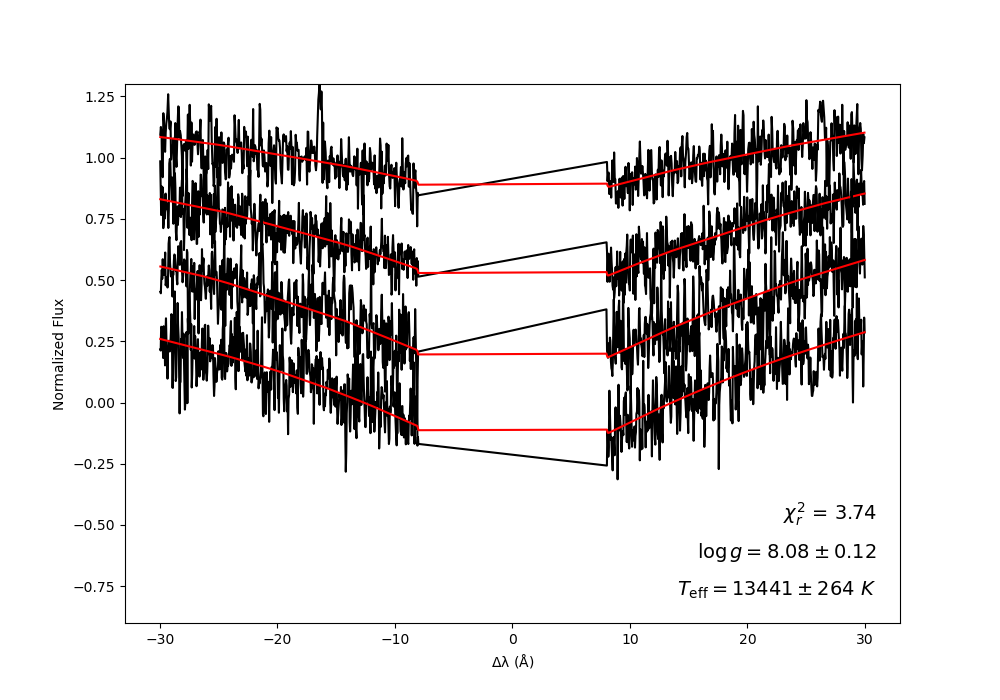 1.25
1.00
0.75
0.50
0.25
0.00
−0.25
−0.50
−0.75
Normalized Flux
χ²ᵣ = 3.74
log g = 8.08 ± 0.12
T_eff = 13441 ± 264 K
−30 −20 −10 0 10 20 30
Δλ (Å)